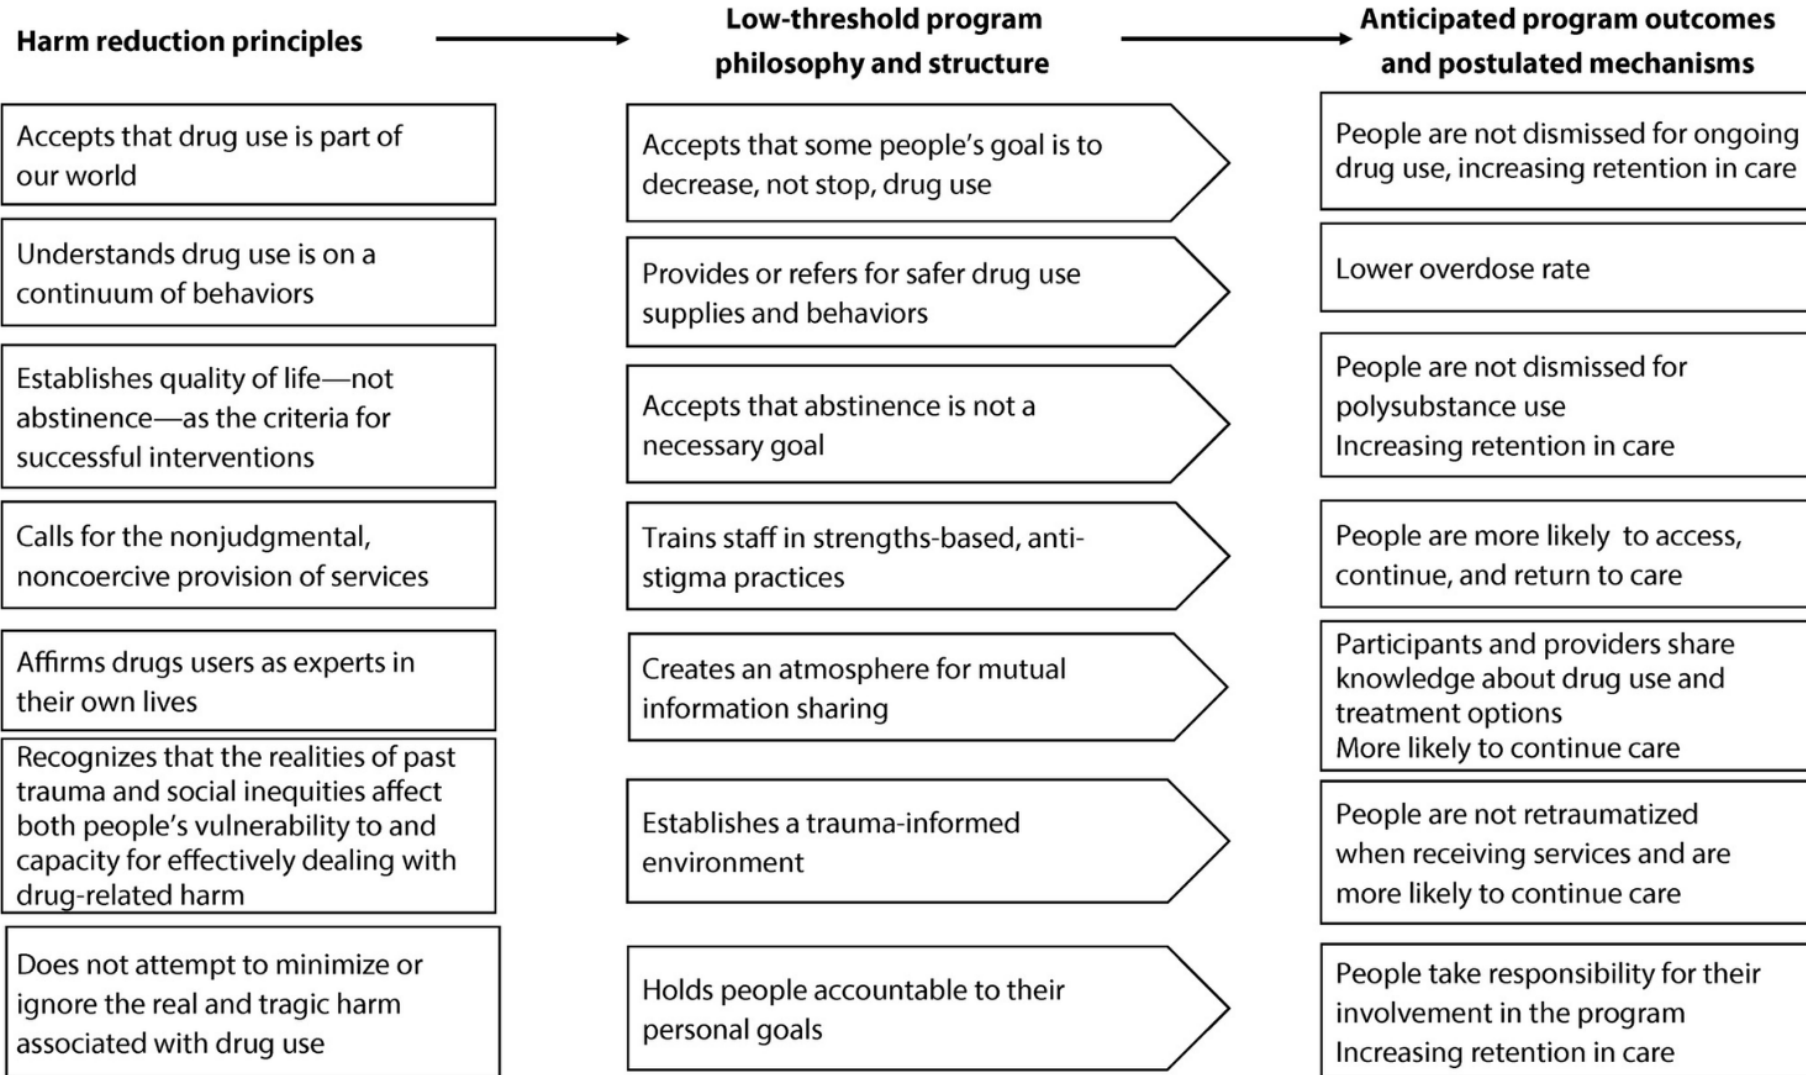 Harm reduction principles
Low-threshold program
philosophy and structure
Anticipated program outcomes
and postulated mechanisms
Accepts that drug use is part of
our world
Accepts that some people's goal is to
decrease, not stop, drug use
People are not dismissed for ongoing
drug use, increasing retention in care
Understands drug use is on a
continuum of behaviors
Provides or refers for safer drug use
supplies and behaviors
Lower overdose rate
Establishes quality of life—not
abstinence—as the criteria for
successful interventions
Accepts that abstinence is not a
necessary goal
People are not dismissed for
polysubstance use
Increasing retention in care
Calls for the nonjudgmental,
noncoercive provision of services
Trains staff in strengths-based, anti-
stigma practices
People are more likely to access,
continue, and return to care
Affirms drugs users as experts in
their own lives
Creates an atmosphere for mutual
information sharing
Participants and providers share
knowledge about drug use and
treatment options
More likely to continue care
Recognizes that the realities of past
trauma and social inequities affect
both people's vulnerability to and
capacity for effectively dealing with
drug-related harm
Establishes a trauma-informed
environment
People are not retraumatized
when receiving services and are
more likely to continue care
Does not attempt to minimize or
ignore the real and tragic harm
associated with drug use
Holds people accountable to their
personal goals
People take responsibility for their
involvement in the program
Increasing retention in care